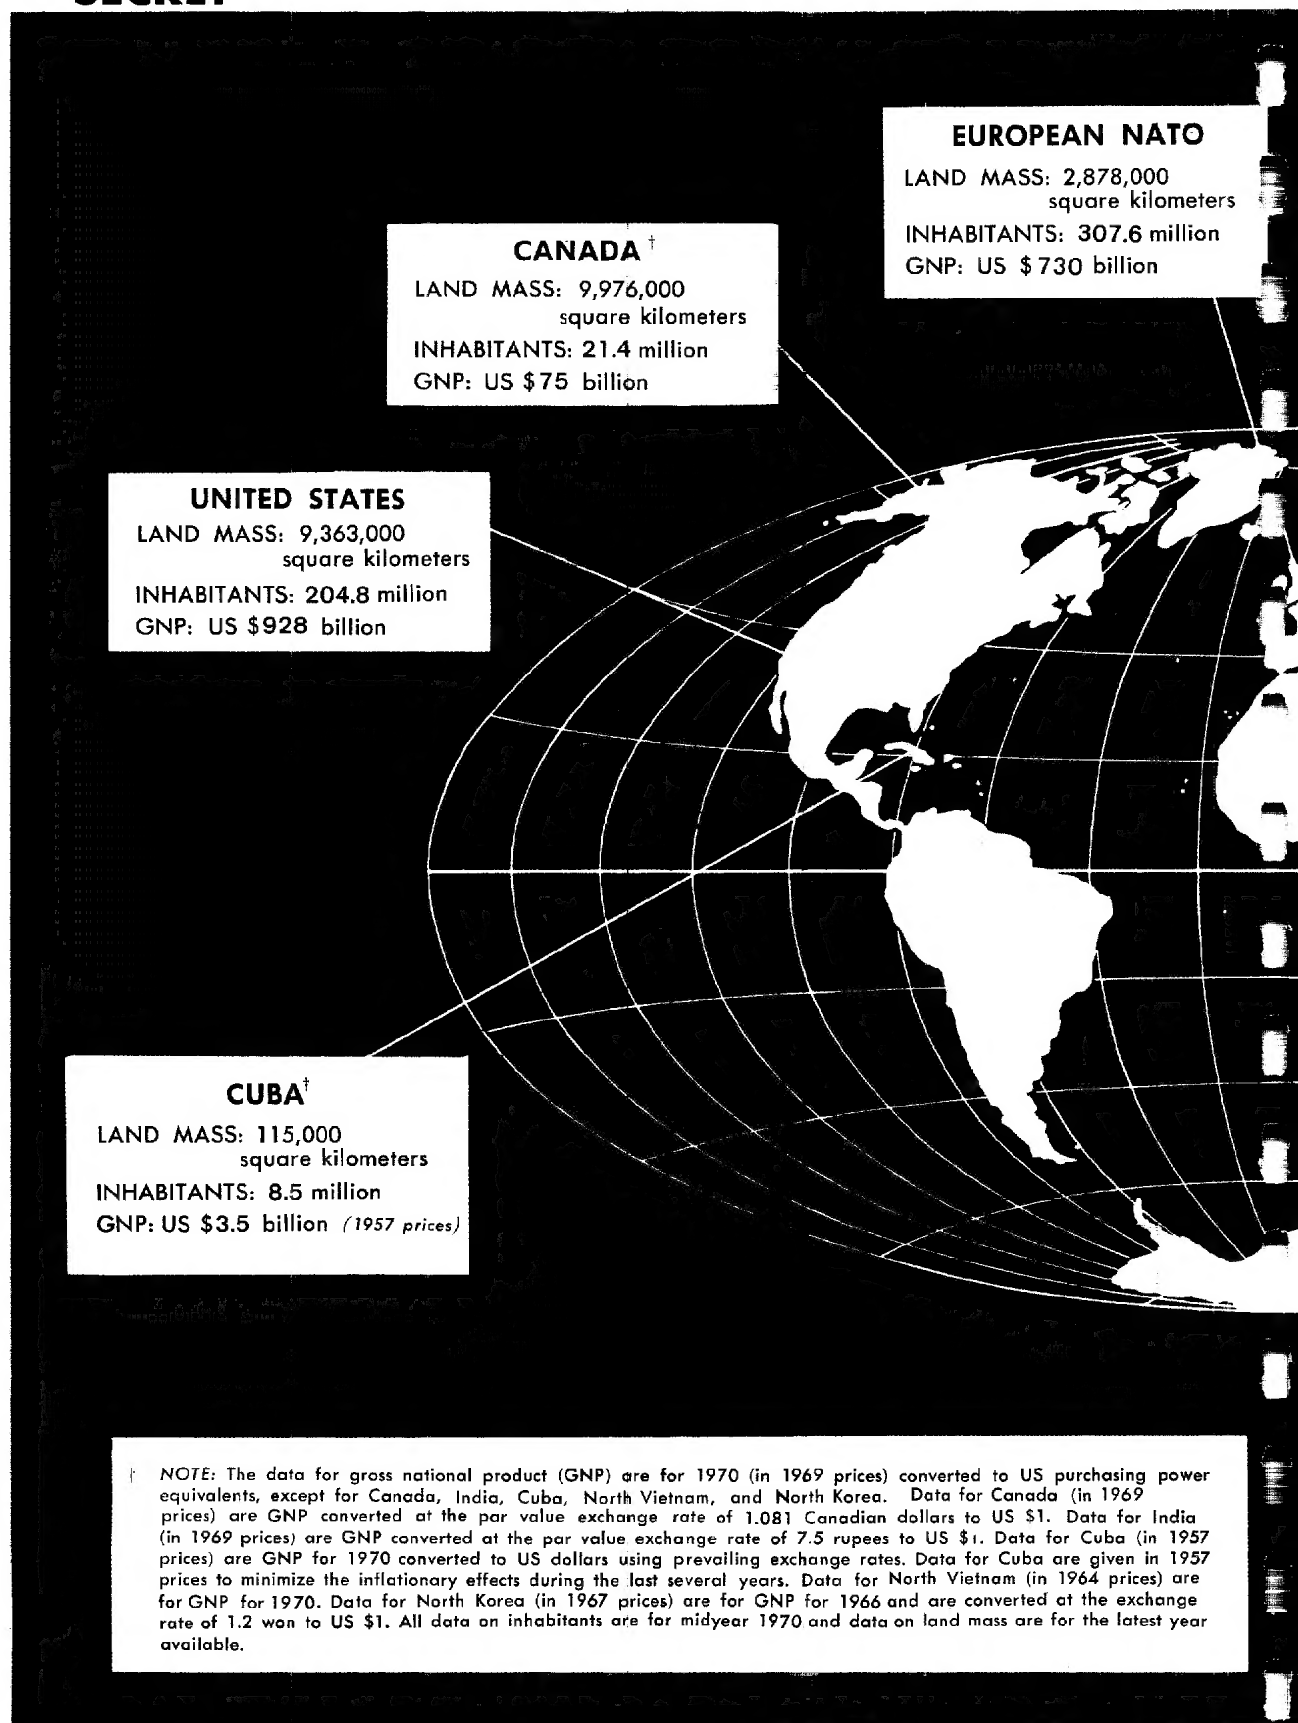 SECRET
EUROPEAN NATO
LAND MASS: 2,878,000
square kilometers
INHABITANTS: 307.6 million
GNP: US $730 billion
CANADA †
LAND MASS: 9,976,000
square kilometers
INHABITANTS: 21.4 million
GNP: US $75 billion
UNITED STATES
LAND MASS: 9,363,000
square kilometers
INHABITANTS: 204.8 million
GNP: US $928 billion
CUBA†
LAND MASS: 115,000
square kilometers
INHABITANTS: 8.5 million
GNP: US $3.5 billion (1957 prices)
† NOTE: The data for gross national product (GNP) are for 1970 (in 1969 prices) converted to US purchasing power
equivalents, except for Canada, India, Cuba, North Vietnam, and North Korea. Data for Canada (in 1969
prices) are GNP converted at the par value exchange rate of 1.081 Canadian dollars to US $1. Data for India
(in 1969 prices) are GNP converted at the par value exchange rate of 7.5 rupees to US $1. Data for Cuba (in 1957
prices) are GNP for 1970 converted to US dollars using prevailing exchange rates. Data for Cuba are given in 1957
prices to minimize the inflationary effects during the last several years. Data for North Vietnam (in 1964 prices) are
for GNP for 1970. Data for North Korea (in 1967 prices) are for GNP for 1966 and are converted at the exchange
rate of 1.2 won to US $1. All data on inhabitants are for midyear 1970 and data on land mass are for the latest year
available.